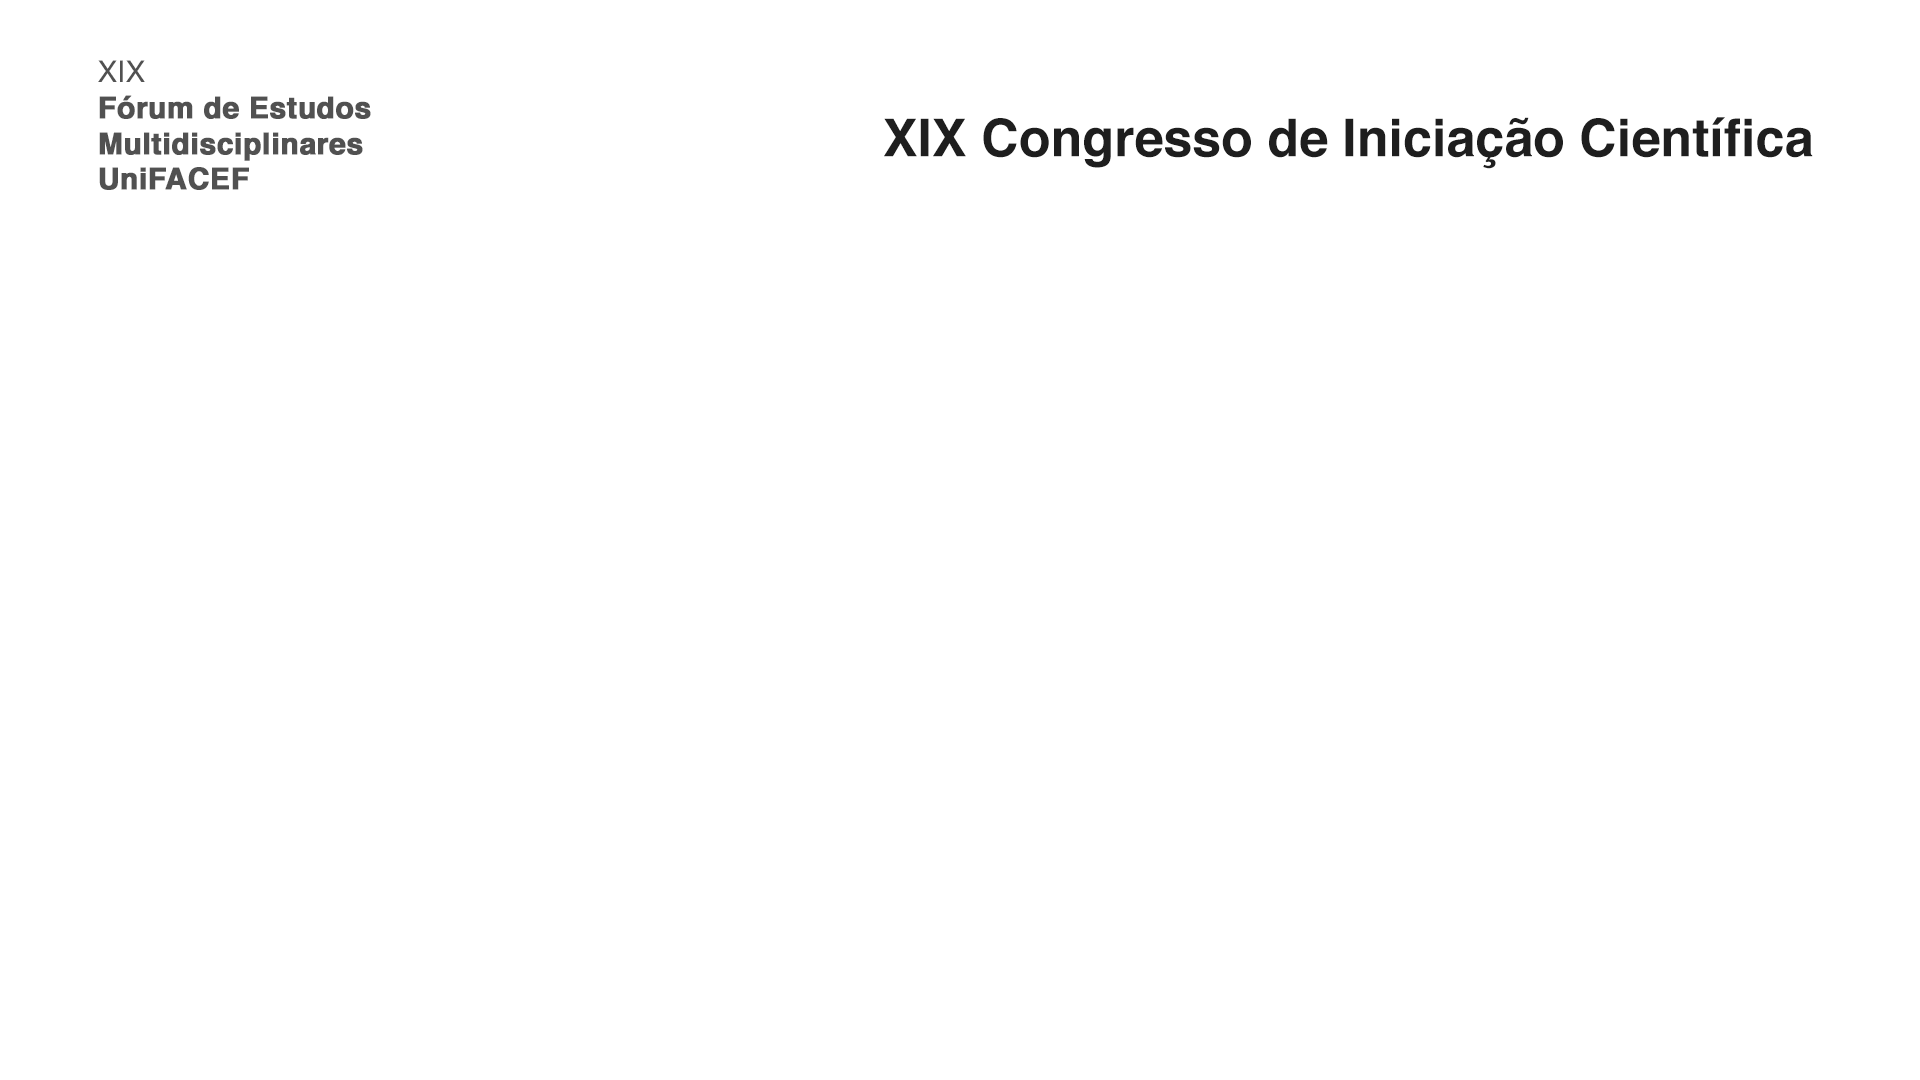 XIX
Fórum de Estudos
Multidisciplinares
UniFACEF
XIX Congresso de Iniciação Científica